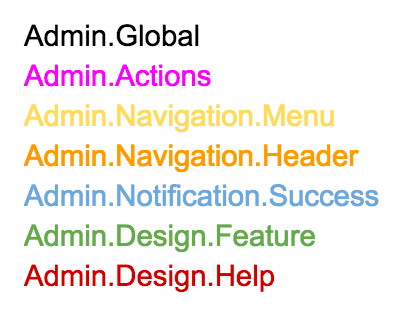 Admin.Global
Admin.Actions
Admin.Navigation.Menu
Admin.Navigation.Header
Admin.Notification.Success
Admin.Design.Feature
Admin.Design.Help